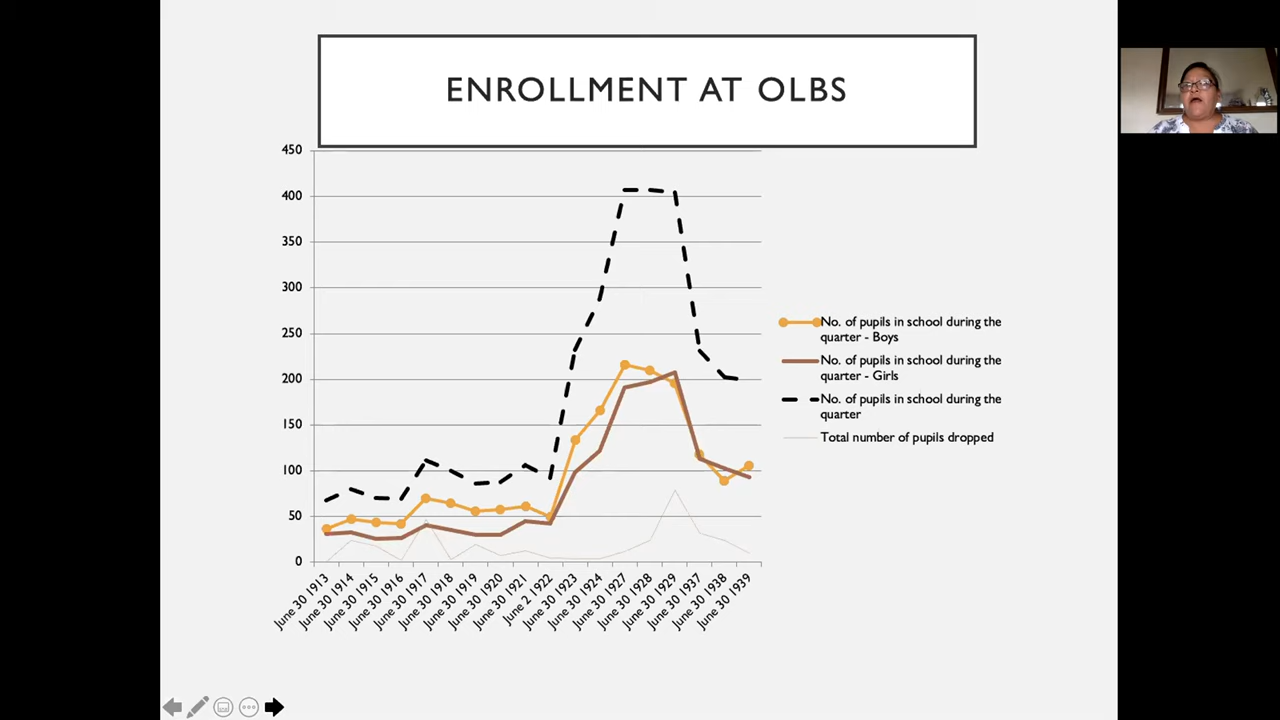 ENROLLMENT AT OLBS
450
400
350
300
250
200
150
100
50
0
June 30 1913
June 30 1914
June 30 1915
June 30 1916
June 30 1917
June 30 1918
June 30 1919
June 30 1920
June 30 1921
June 2 1922
June 30 1923
June 30 1924
June 30 1927
June 30 1928
June 30 1929
June 30 1937
June 30 1938
June 30 1939
No. of pupils in school during the
quarter - Boys
No. of pupils in school during the
quarter - Girls
No. of pupils in school during the
quarter
Total number of pupils dropped